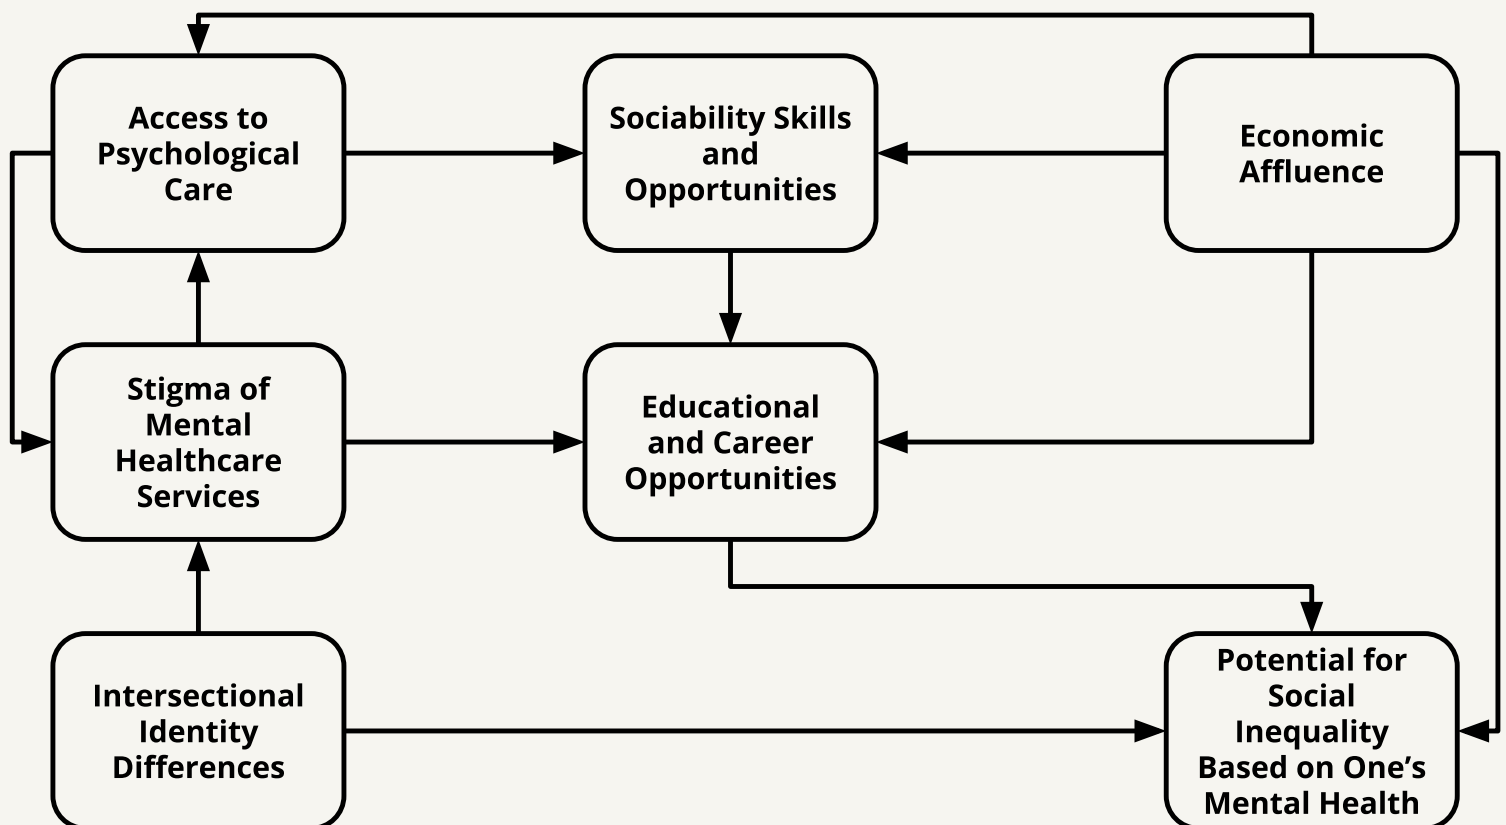 Access to
Psychological
Care
Sociability Skills
and
Opportunities
Economic
Affluence
Stigma of
Mental
Healthcare
Services
Educational
and Career
Opportunities
Intersectional
Identity
Differences
Potential for
Social
Inequality
Based on One’s
Mental Health